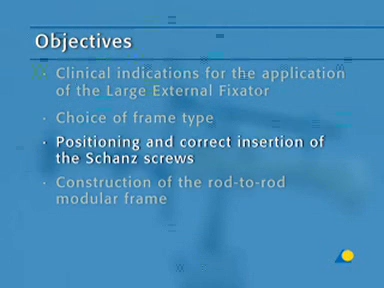 Objectives
· Clinical indications for the application
of the Large External Fixator
· Choice of frame type
· Positioning and correct insertion of
the Schanz screws
· Construction of the rod-to-rod
modular frame